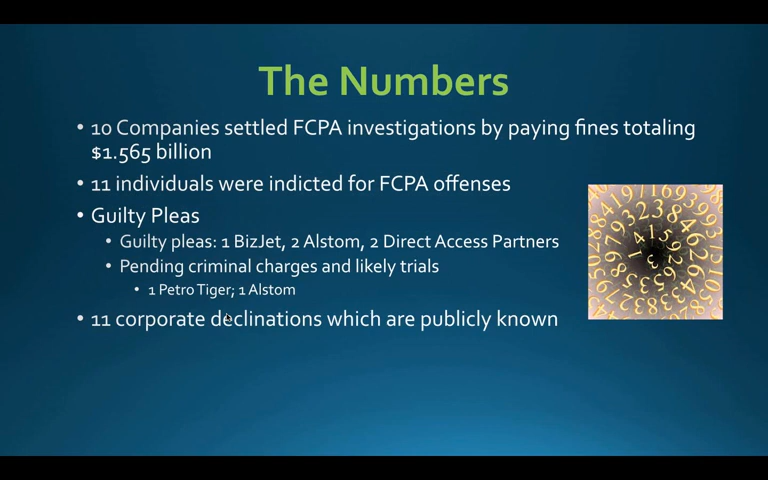 The Numbers
• 10 Companies settled FCPA investigations by paying fines totaling
$1.565 billion
• 11 individuals were indicted for FCPA offenses
• Guilty Pleas
• Guilty pleas: 1 BizJet, 2 Alstom, 2 Direct Access Partners
• Pending criminal charges and likely trials
• 1 Petro Tiger; 1 Alstom
• 11 corporate declinations which are publicly known